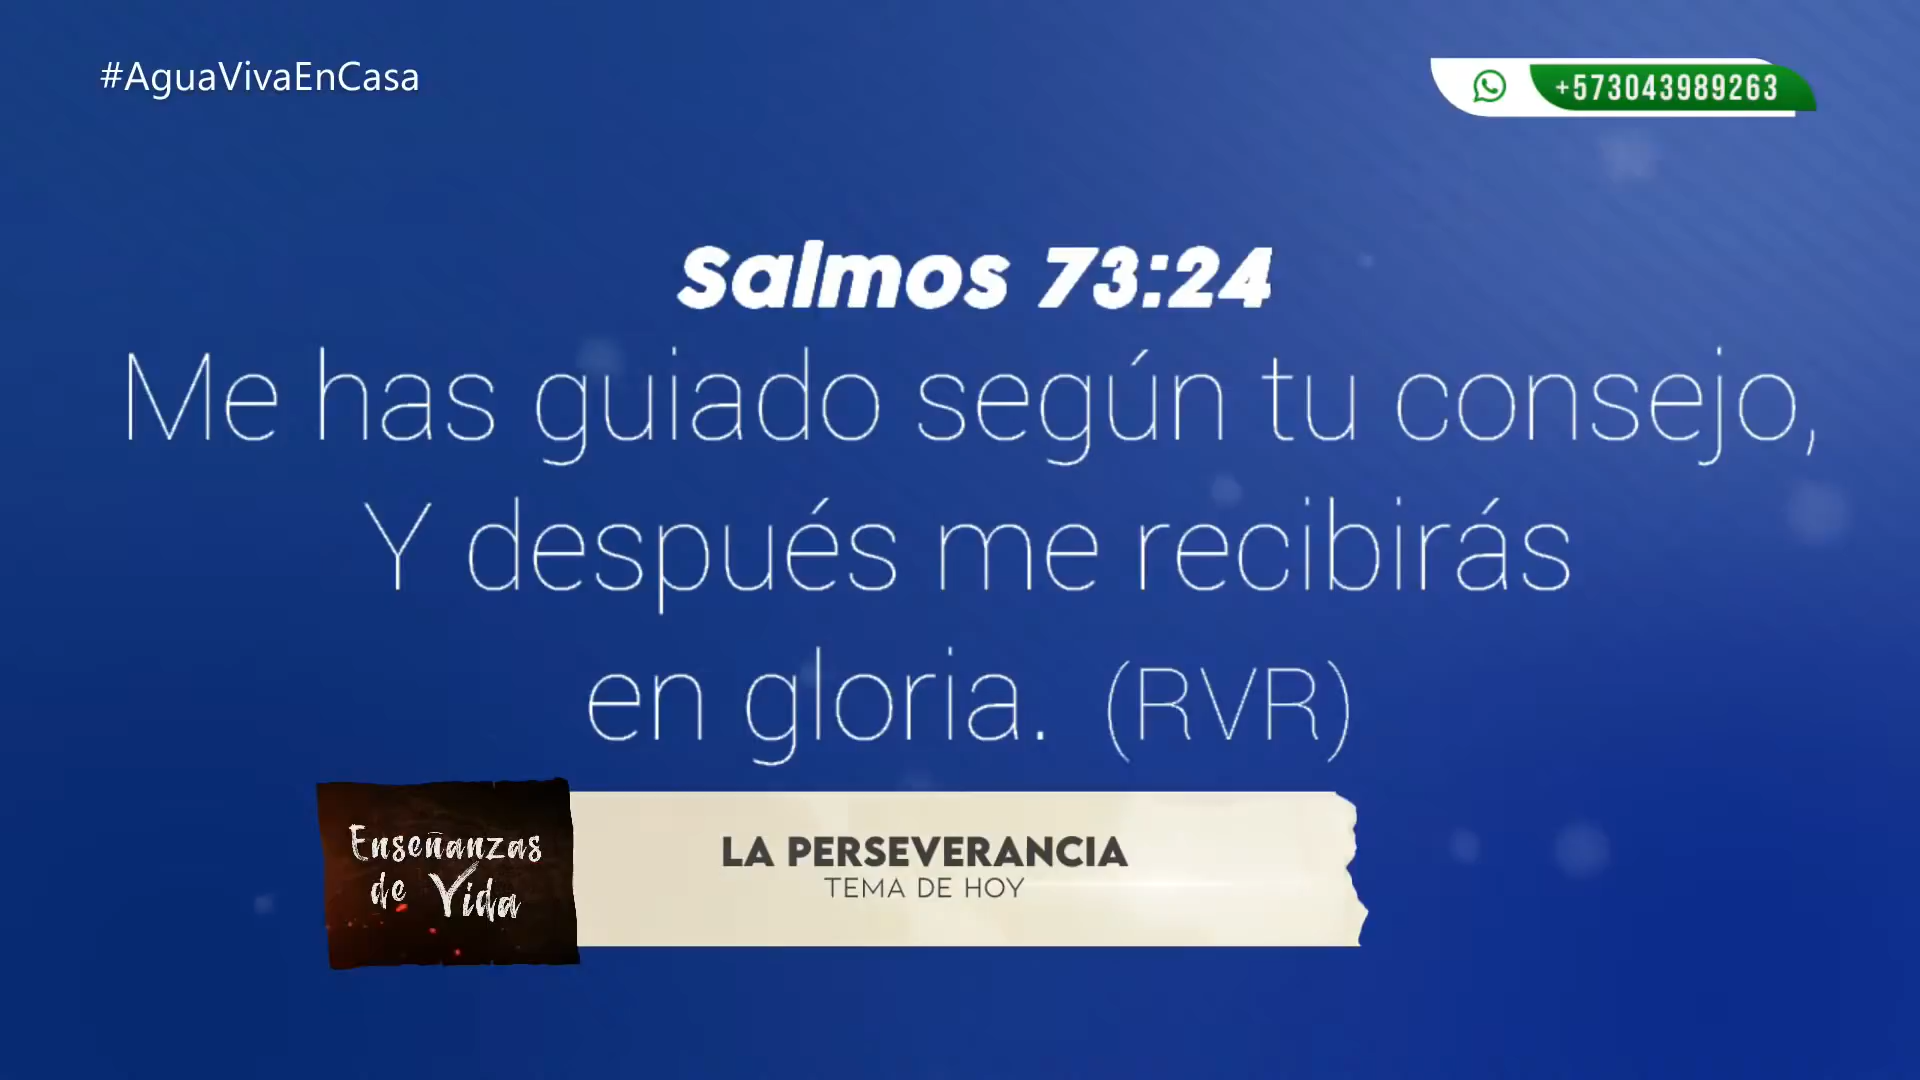 #AguaVivaEnCasa
+573043989263
Salmos 73:24
Me has guiado según tu consejo,
Y después me recibirás
en gloria. (RVR)
Enseñanzas
de Vida
LA PERSEVERANCIA
TEMA DE HOY